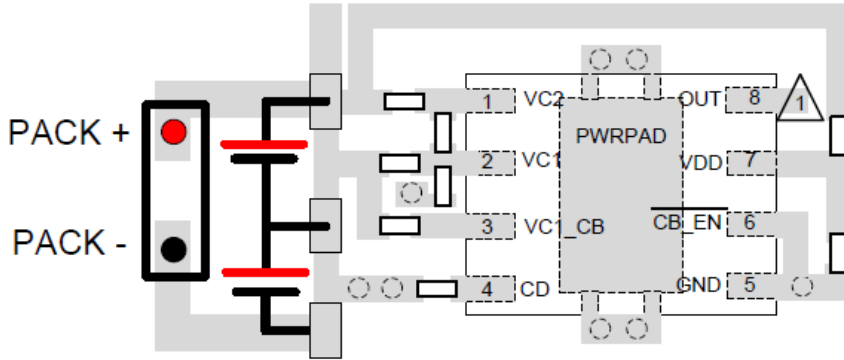 PACK +
PACK -
1 VC2
2 VC1
3 VC1_CB
4 CD
PWRPAD
OUT 8
1
VDD 7
CB_EN 6
GND 5